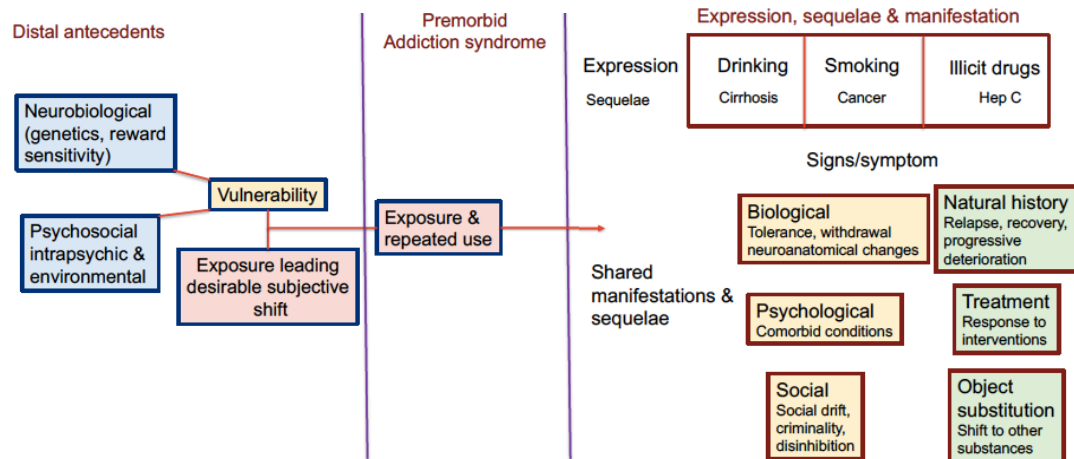 Distal antecedents
Premorbid
Addiction syndrome
Expression, sequelae & manifestation
Expression
Sequelae
Drinking
Cirrhosis
Smoking
Cancer
Illicit drugs
Hep C
Neurobiological
(genetics, reward
sensitivity)
Vulnerability
Psychosocial
intrapsychic &
environmental
Exposure leading
desirable subjective
shift
Exposure &
repeated use
Signs/symptom
Shared
manifestations &
sequelae
Biological
Tolerance, withdrawal
neuroanatomical changes
Natural history
Relapse, recovery,
progressive
deterioration
Psychological
Comorbid conditions
Treatment
Response to
interventions
Social
Social drift,
criminality,
disinhibition
Object
substitution
Shift to other
substances